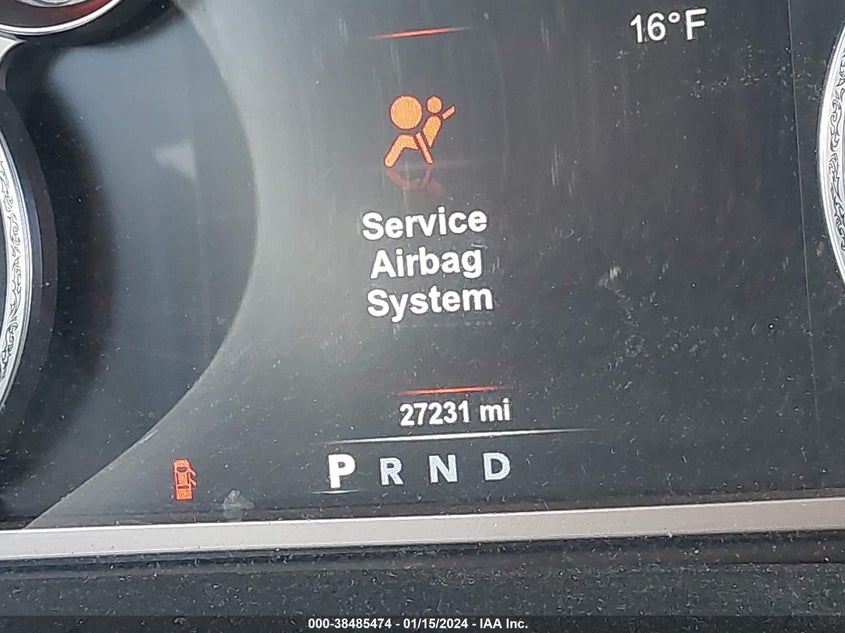 16°F
Service
Airbag
System
27231 mi
P R N D
000-38485474 - 01/15/2024 - IAA Inc.